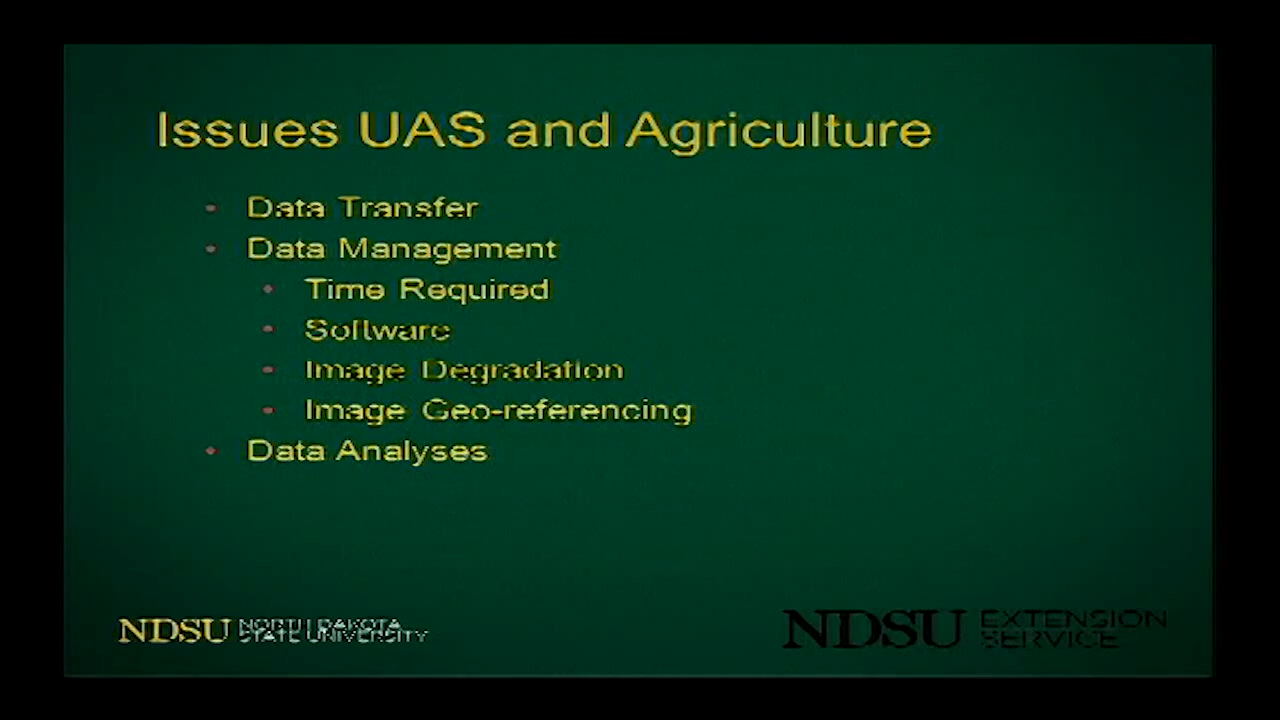 Issues UAS and Agriculture
• Data Transfer
• Data Management
• Time Required
• Software
• Image Degradation
• Image Geo-referencing
• Data Analyses
NDSU NORTH DAKOTA
STATE UNIVERSITY
NDSU EXTENSION
SERVICE